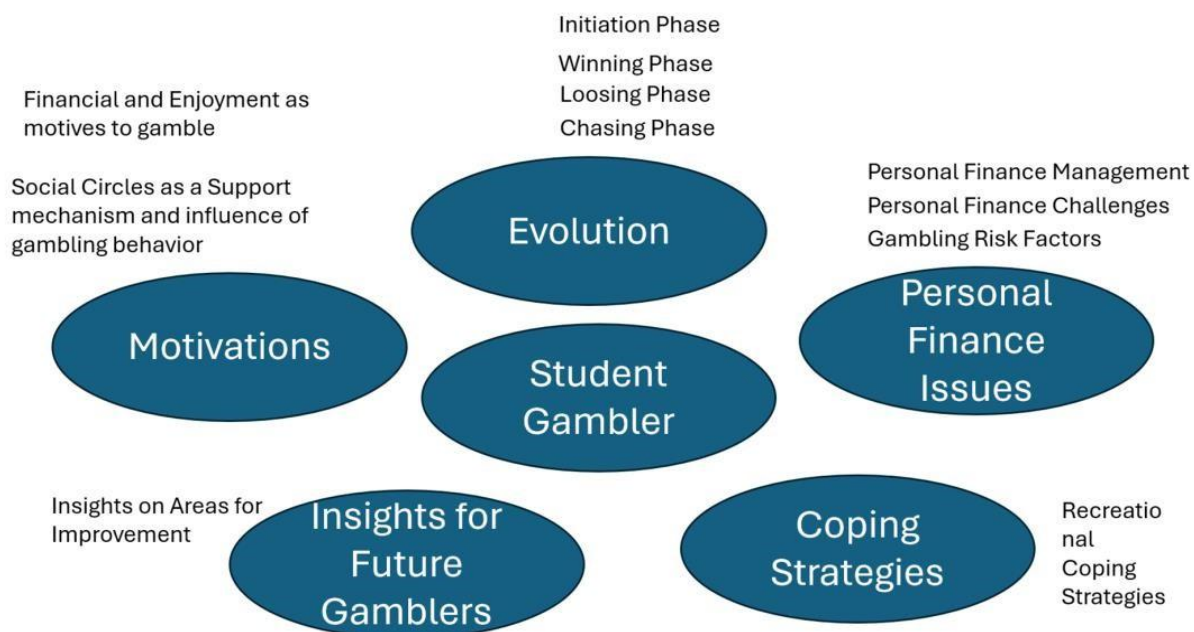 Initiation Phase
Winning Phase
Loosing Phase
Chasing Phase
Financial and Enjoyment as
motives to gamble
Social Circles as a Support
mechanism and influence of
gambling behavior
Personal Finance Management
Personal Finance Challenges
Gambling Risk Factors
Evolution
Motivations
Personal
Finance
Issues
Student
Gambler
Insights on Areas for
Improvement
Insights for
Future
Gamblers
Coping
Strategies
Recreatio
nal
Coping
Strategies